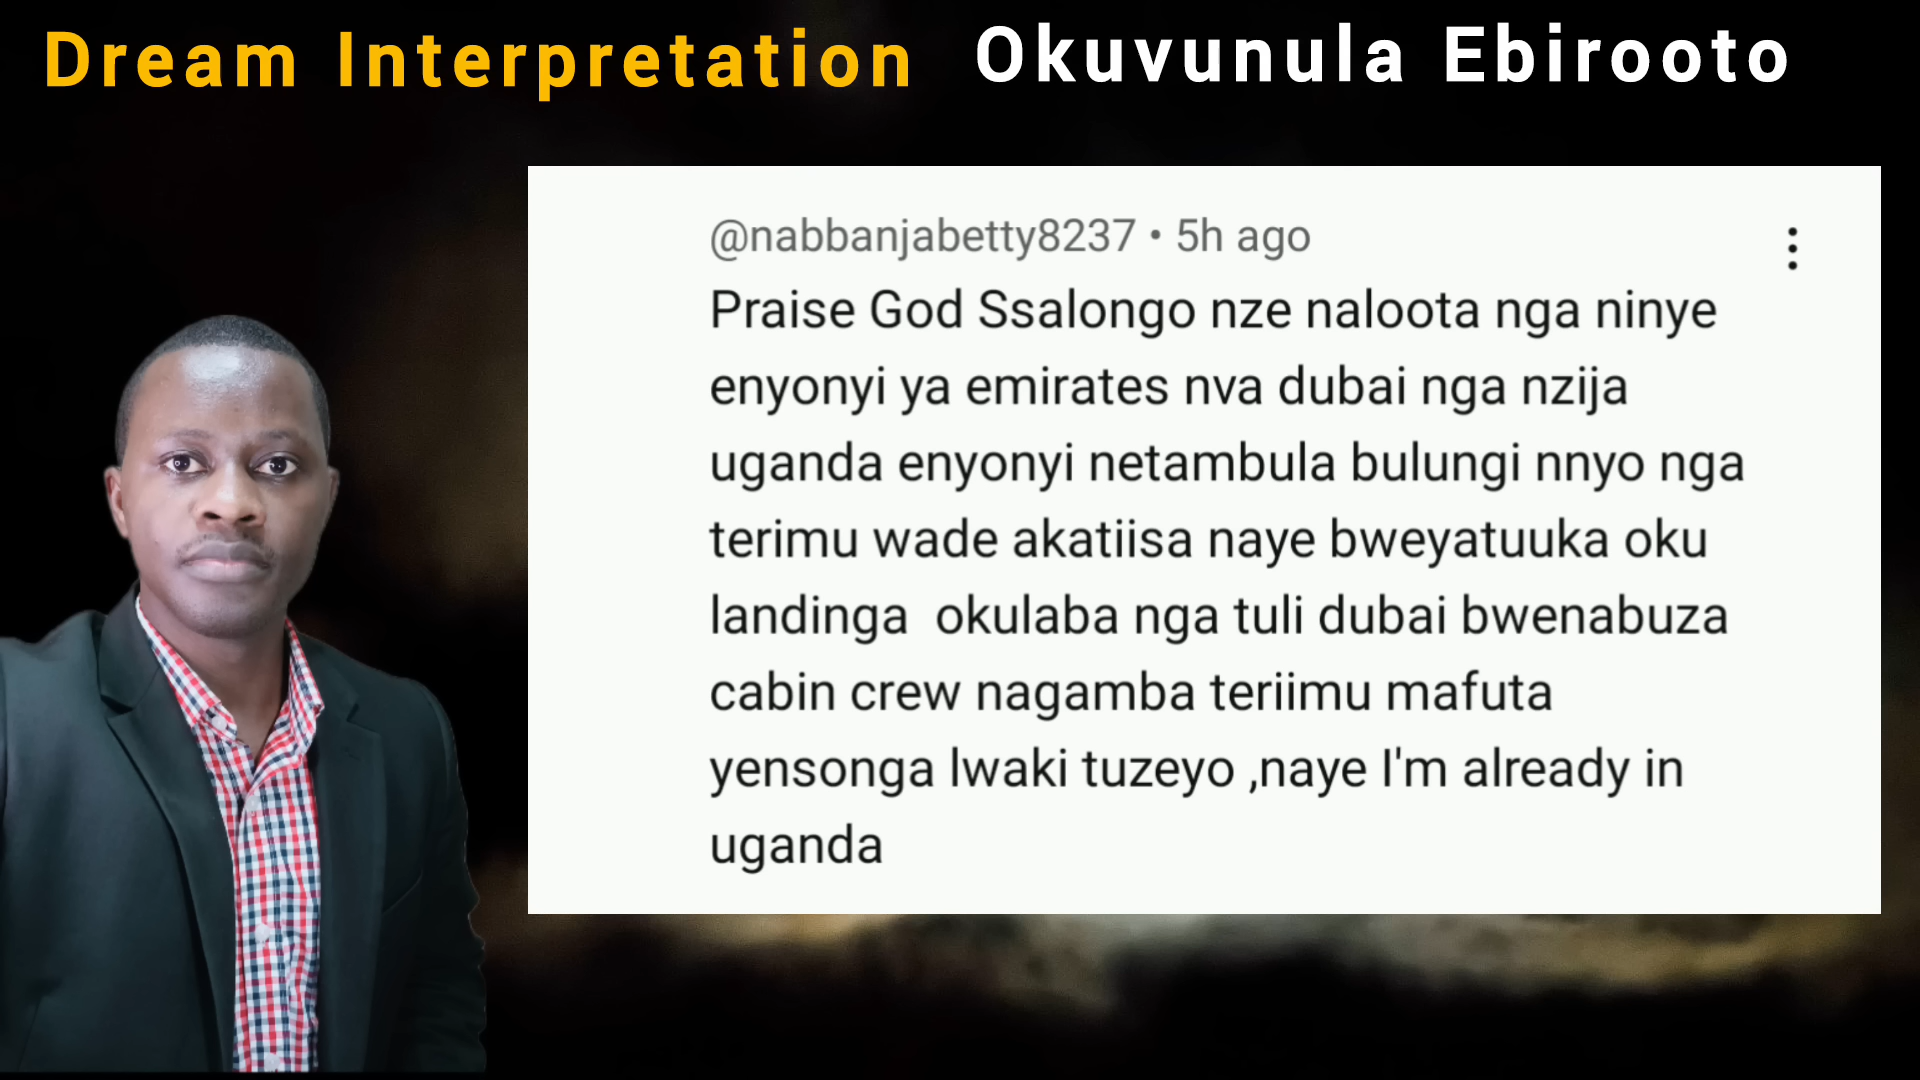 Dream Interpretation Okuvunula Ebirooto
@nabbanjabetty8237 • 5h ago
Praise God Ssalongo nze naloota nga ninye
enyonyi ya emirates nva dubai nga nzija
uganda enyonyi netambula bulungi nnyo nga
terimu wade akatiisa naye bweyatuuka oku
landinga okulaba nga tuli dubai bwenabuza
cabin crew nagamba teriimu mafuta
yensonga lwaki tuzeyo ,naye I'm already in
uganda